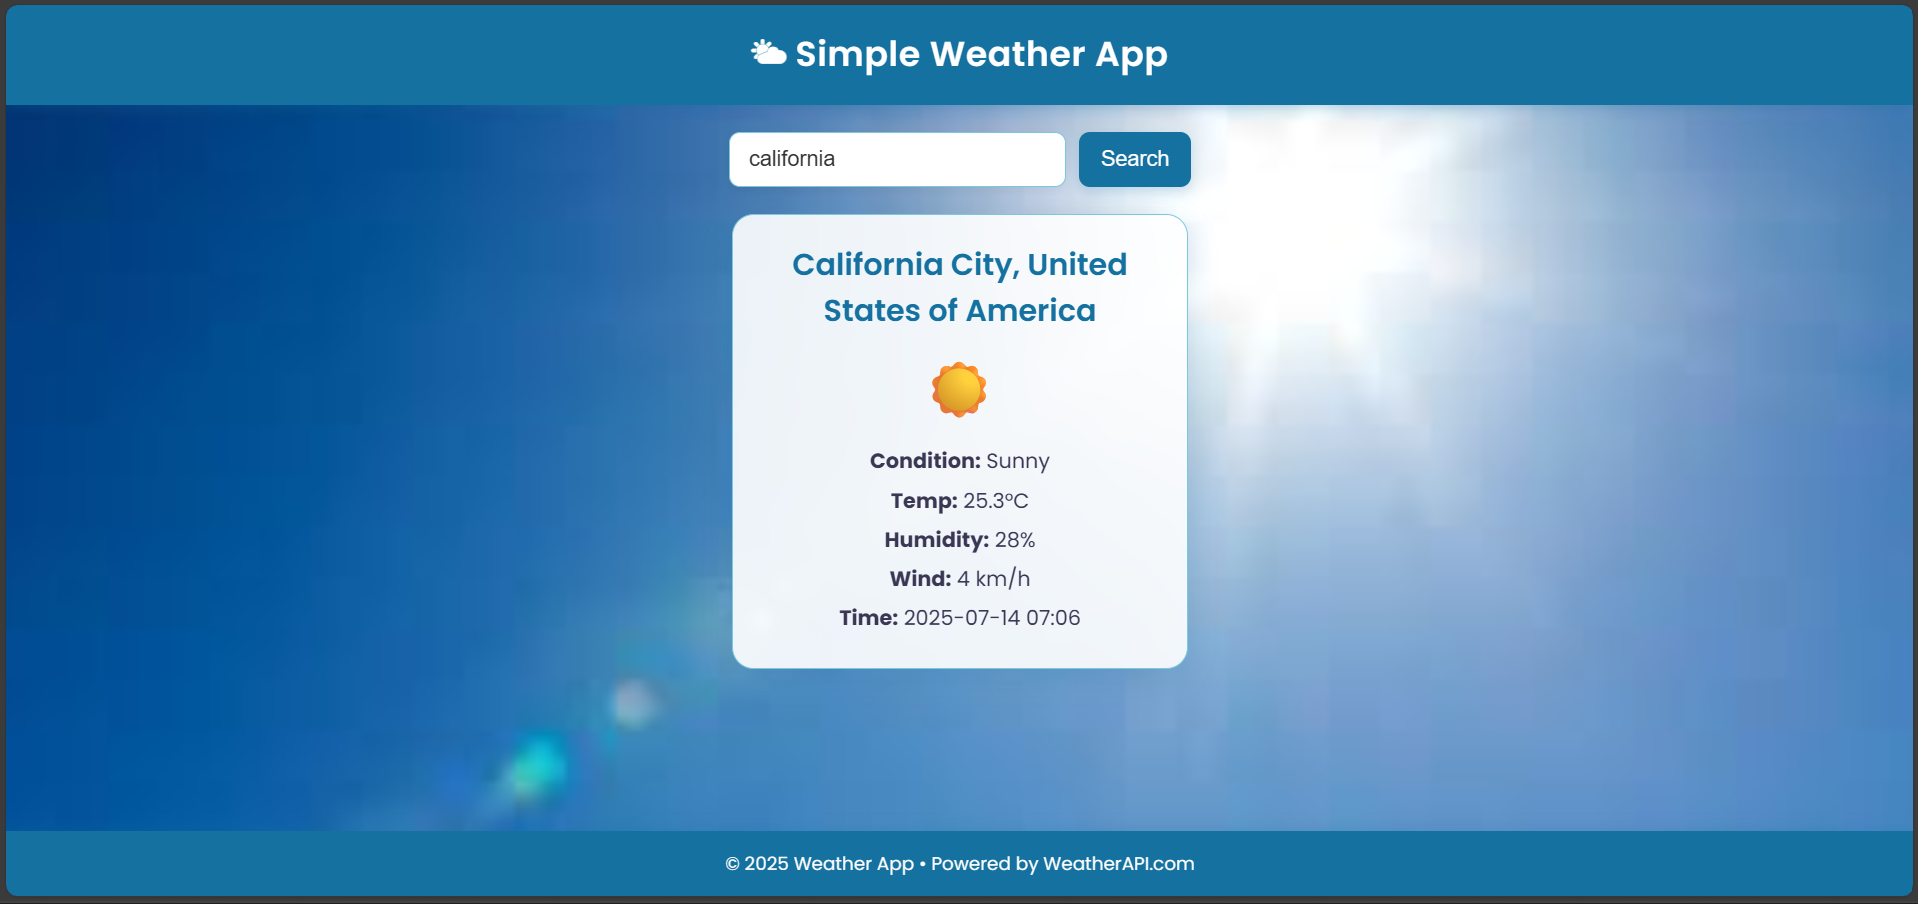 Simple Weather App
california
Search
California City, United
States of America
Condition: Sunny
Temp: 25.3°C
Humidity: 28%
Wind: 4 km/h
Time: 2025-07-14 07:06
© 2025 Weather App • Powered by WeatherAPI.com